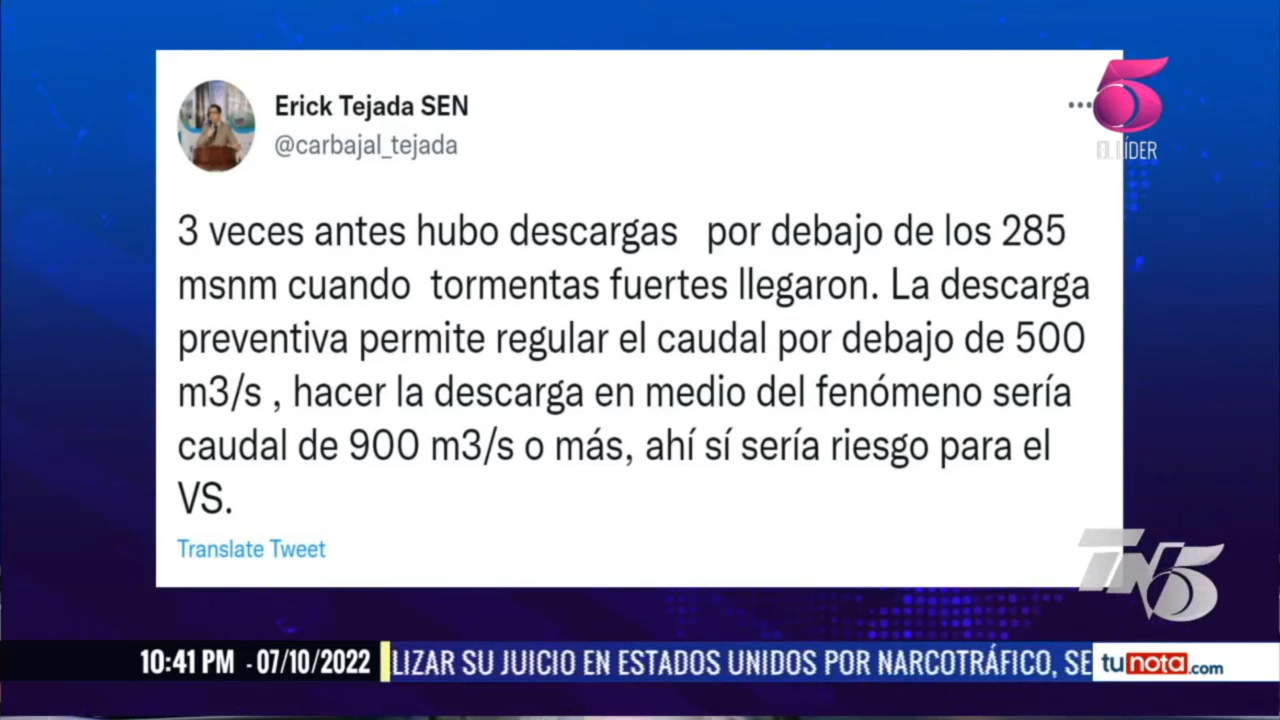 Erick Tejada SEN
@carbajal_tejada
...
5
EL LÍDER
3 veces antes hubo descargas por debajo de los 285
msnm cuando tormentas fuertes llegaron. La descarga
preventiva permite regular el caudal por debajo de 500
m3/s , hacer la descarga en medio del fenómeno sería
caudal de 900 m3/s o más, ahí sí sería riesgo para el
VS.
Translate Tweet
TN5
10:41 PM - 07/10/2022 LIZAR SU JUICIO EN ESTADOS UNIDOS POR NARCOTRÁFICO, SE tunota.com